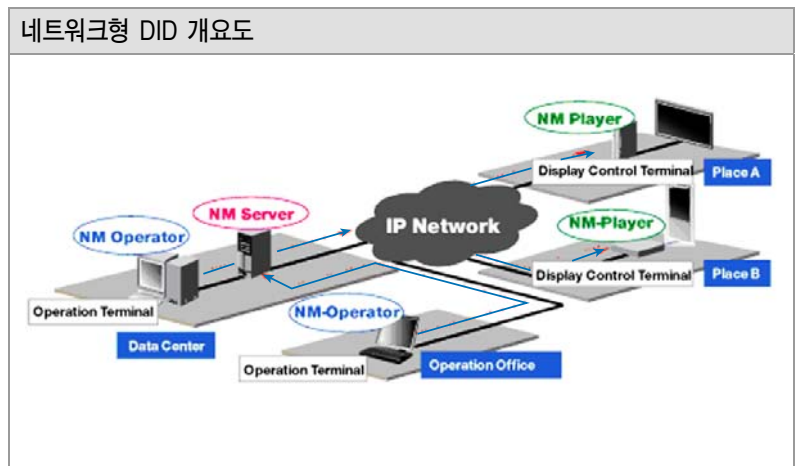 네트워크형 DID 개요도
NM Player
Display Control Terminal
Place A
NM Server
IP Network
NM-Player
NM Operator
Display Control Terminal
Place B
Operation Terminal
NM-Operator
Data Center
Operation Terminal
Operation Office